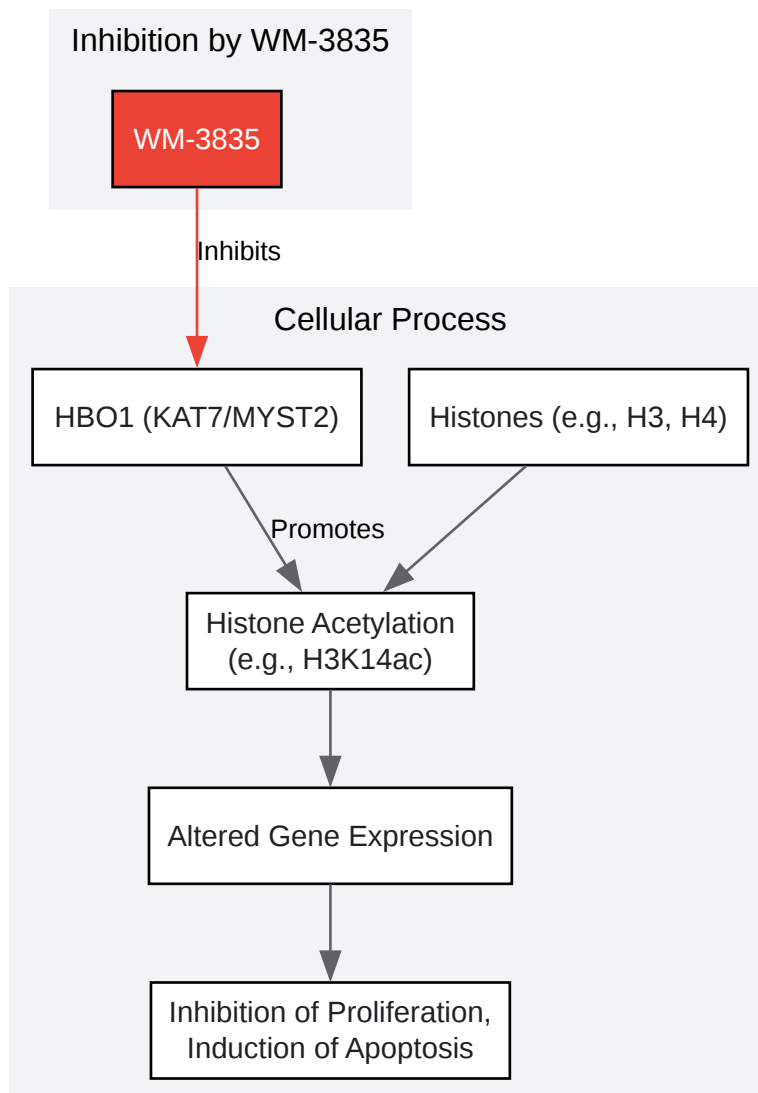 Inhibition by WM-3835
WM-3835
Inhibits
Cellular Process
HBO1 (KAT7/MYST2)
Histones (e.g., H3, H4)
Promotes
Histone Acetylation
(e.g., H3K14ac)
Altered Gene Expression
Inhibition of Proliferation,
Induction of Apoptosis